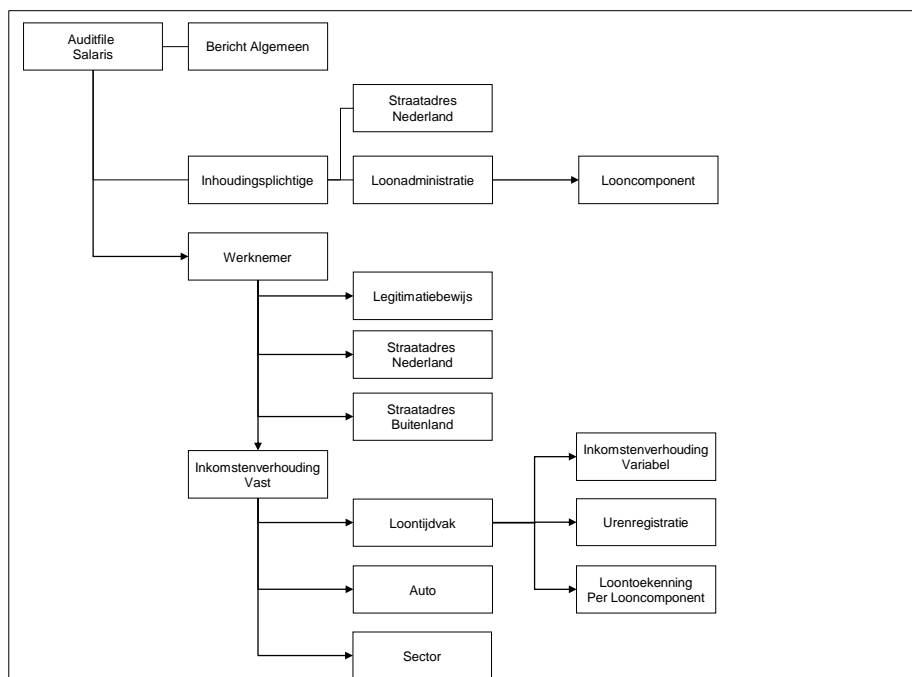 Auditfile
Salaris
Bericht Algemeen
Straatadres
Nederland
Inhoudingsplichtige
Loonadministratie
Looncomponent
Werknemer
Legitimatiebewijs
Straatadres
Nederland
Straatadres
Buitenland
Inkomstenverhouding
Vast
Inkomstenverhouding
Variabel
Loontijdvak
Urenregistratie
Auto
Loontoekenning
Per Looncomponent
Sector